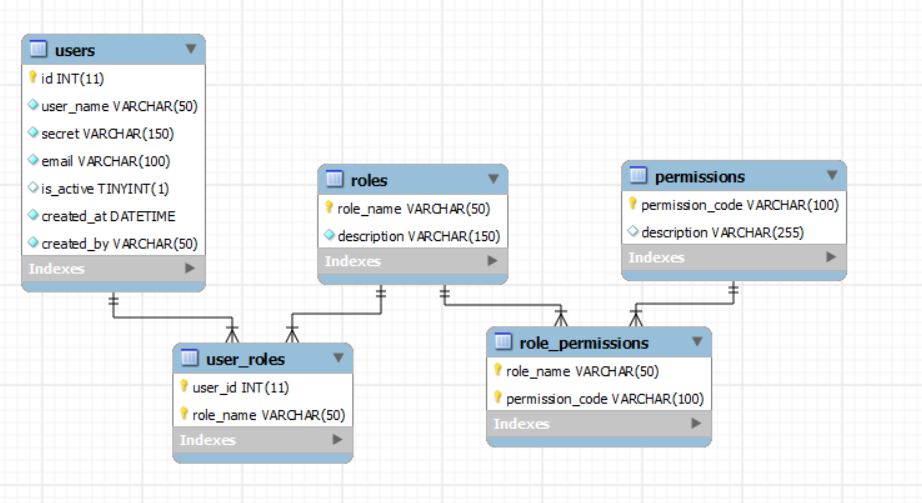 users
id INT(11)
user_name VARCHAR(50)
secret VARCHAR(150)
email VARCHAR(100)
is_active TINYINT(1)
created_at DATETIME
created_by VARCHAR(50)
Indexes
roles
role_name VARCHAR(50)
description VARCHAR(150)
Indexes
permissions
permission_code VARCHAR(100)
description VARCHAR(255)
Indexes
user_roles
user_id INT(11)
role_name VARCHAR(50)
Indexes
role_permissions
role_name VARCHAR(50)
permission_code VARCHAR(100)
Indexes